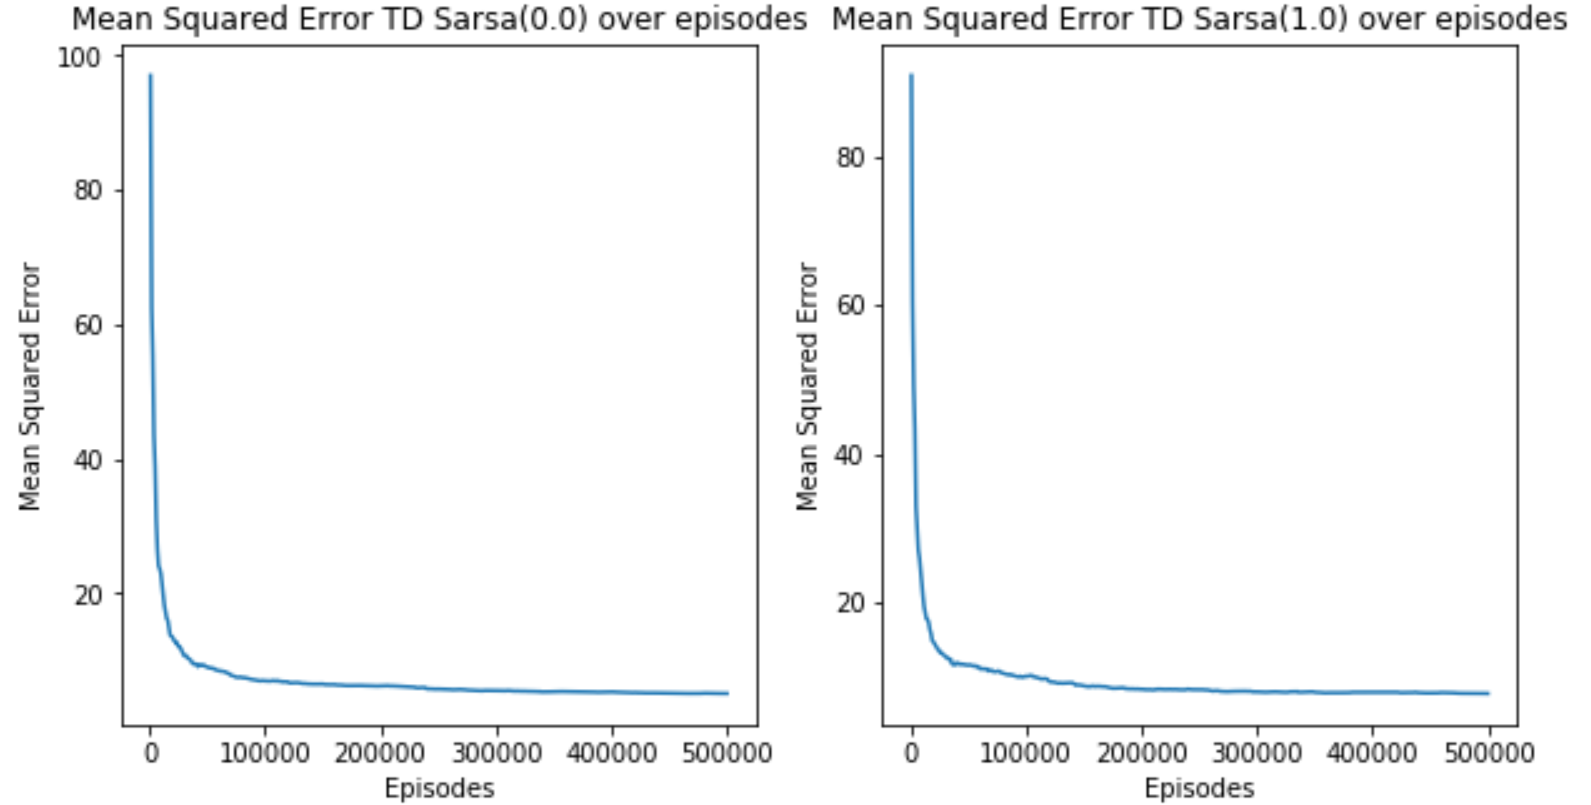 Mean Squared Error TD Sarsa(0.0) over episodes
100
80
60
40
20
Mean Squared Error
0 100000 200000 300000 400000 500000
Episodes
Mean Squared Error TD Sarsa(1.0) over episodes
80
60
40
20
Mean Squared Error
0 100000 200000 300000 400000 500000
Episodes